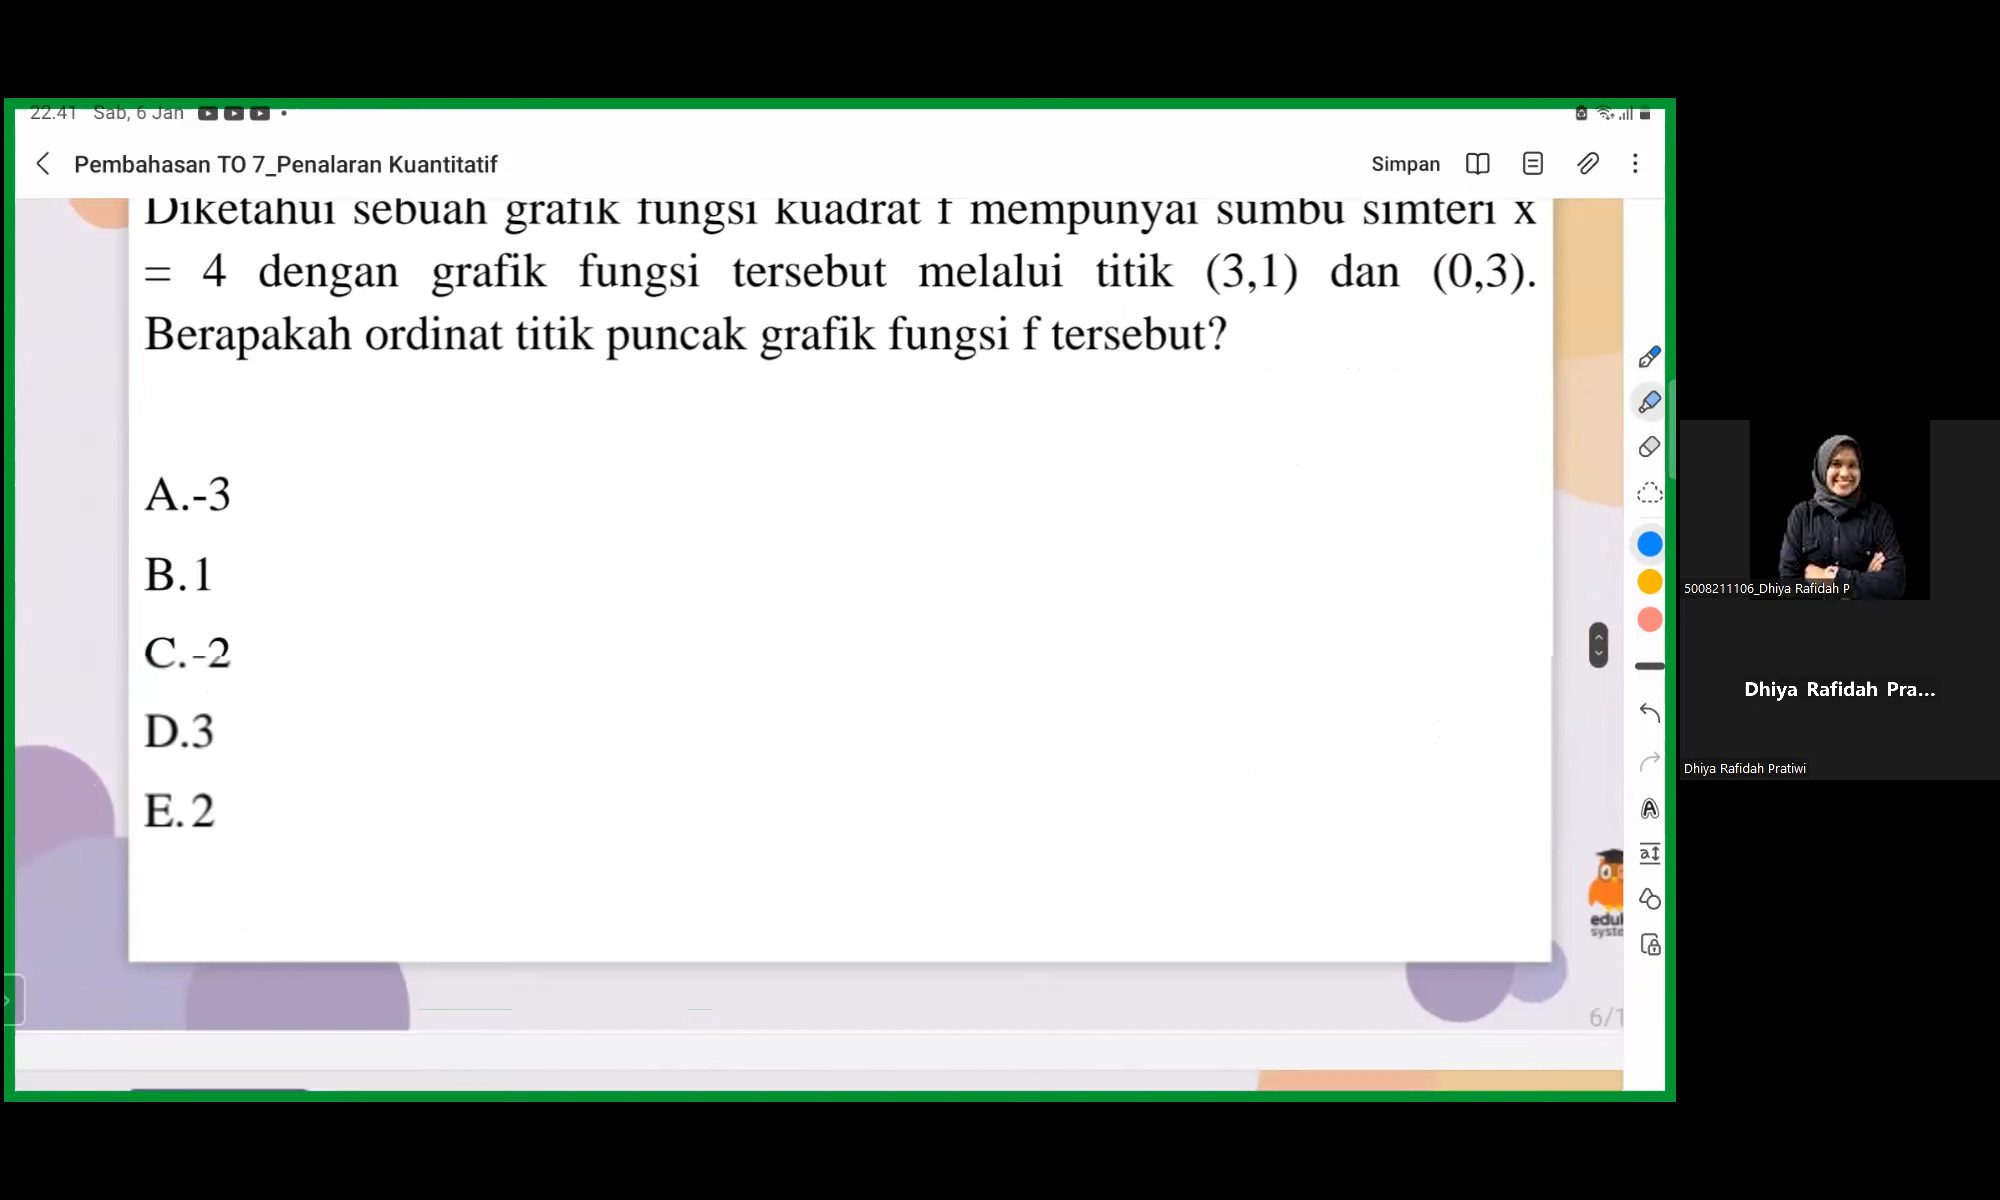 22.41 Sab, 6 Jan
Pembahasan TO 7_Penalaran Kuantitatif
Simpan
Diketahui sebuah grafik fungsi kuadrat f mempunyai sumbu simteri x
= 4 dengan grafik fungsi tersebut melalui titik (3,1) dan (0,3).
Berapakah ordinat titik puncak grafik fungsi f tersebut?
A.-3
B.1
C.-2
D.3
E.2
6/1
5008211106_Dhiya Rafidah P
Dhiya Rafidah Pra...
Dhiya Rafidah Pratiwi